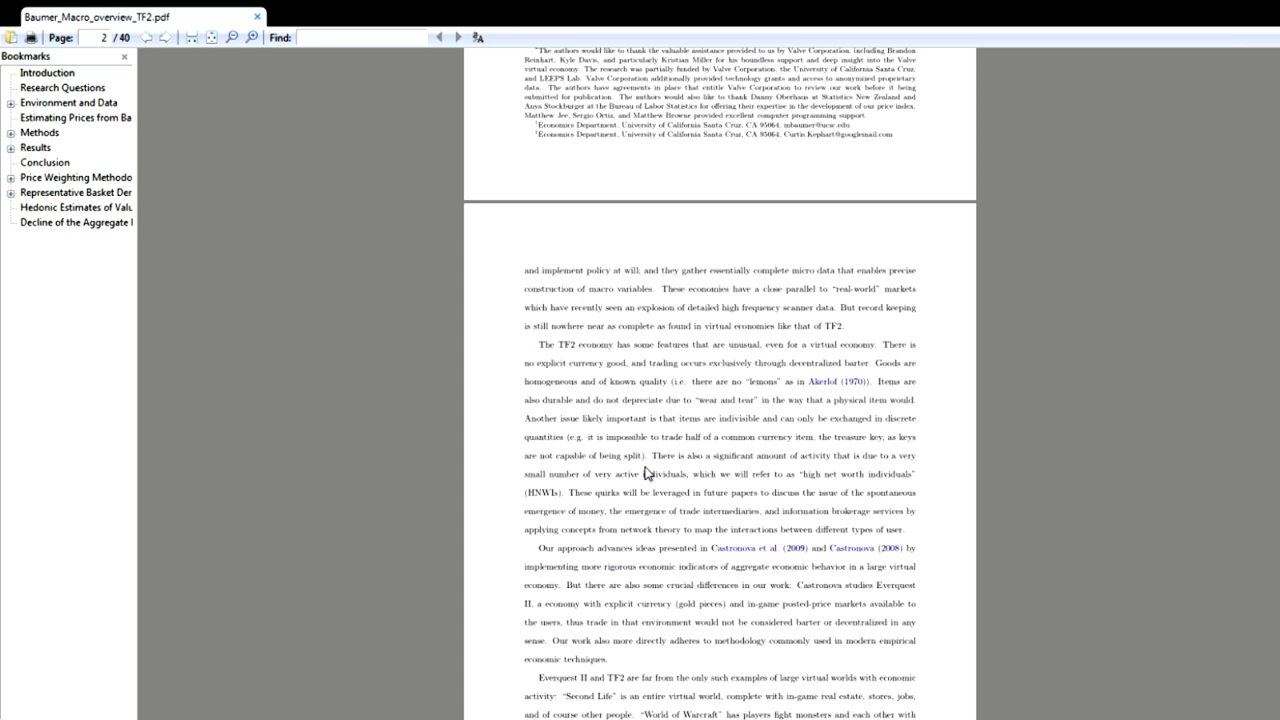 Baumer_Macro_overview_TF2.pdf
Page: 2 / 40 Find:
Bookmarks
Introduction
Research Questions
Environment and Data
Estimating Prices from Ba
Methods
Results
Conclusion
Price Weighting Methodo
Representative Basket Der
Hedonic Estimates of Valu
Decline of the Aggregate I
*The authors would like to thank the valuable assistance provided to us by Valve Corporation, including Brandon
Reinhart, Kyle Davis, and particularly Kristian Miller for his boundless support and deep insight into the Valve
virtual economy. The research was partially funded by Valve Corporation, the University of California Santa Cruz,
and LEEPS Lab. Valve Corporation additionally provided technology grants and access to anonymized proprietary
data. The authors have agreements in place that entitle Valve Corporation to review our work before it being
submitted for publication. The authors would also like to thank Danny Oberhaus at Statistics New Zealand and
Anya Stockburger at the Bureau of Labor Statistics for offering their expertise in the development of our price index.
Matthew Jee, Sergio Ortiz, and Matthew Browne provided excellent computer programming support.
†Economics Department, University of California Santa Cruz, CA 95064, mbaumer@ucsc.edu
‡Economics Department, University of California Santa Cruz, CA 95064, Curtis.Kephart@googlemail.com
and implement policy at will; and they gather essentially complete micro data that enables precise
construction of macro variables. These economies have a close parallel to “real-world” markets
which have recently seen an explosion of detailed high frequency scanner data. But record keeping
is still nowhere near as complete as found in virtual economies like that of TF2.
The TF2 economy has some features that are unusual, even for a virtual economy. There is
no explicit currency good, and trading occurs exclusively through decentralized barter. Goods are
homogeneous and of known quality (i.e. there are no “lemons” as in Akerlof (1970)). Items are
also durable and do not depreciate due to “wear and tear” in the way that a physical item would.
Another issue likely important is that items are indivisible and can only be exchanged in discrete
quantities (e.g. it is impossible to trade half of a common currency item, the treasure key, as keys
are not capable of being split). There is also a significant amount of activity that is due to a very
small number of very active individuals, which we will refer to as “high net worth individuals”
(HNWIs). These quirks will be leveraged in future papers to discuss the issue of the spontaneous
emergence of money, the emergence of trade intermediaries, and information brokerage services by
applying concepts from network theory to map the interactions between different types of user.
Our approach advances ideas presented in Castronova et al. (2009) and Castronova (2008) by
implementing more rigorous economic indicators of aggregate economic behavior in a large virtual
economy. But there are also some crucial differences in our work: Castronova studies Everquest
II, a economy with explicit currency (gold pieces) and in-game posted-price markets available to
the users, thus trade in that environment would not be considered barter or decentralized in any
sense. Our work also more directly adheres to methodology commonly used in modern empirical
economic techniques.
Everquest II and TF2 are far from the only such examples of large virtual worlds with economic
activity: “Second Life” is an entire virtual world, complete with in-game real estate, stores, jobs,
and of course other people. “World of Warcraft” has players fight monsters and each other with